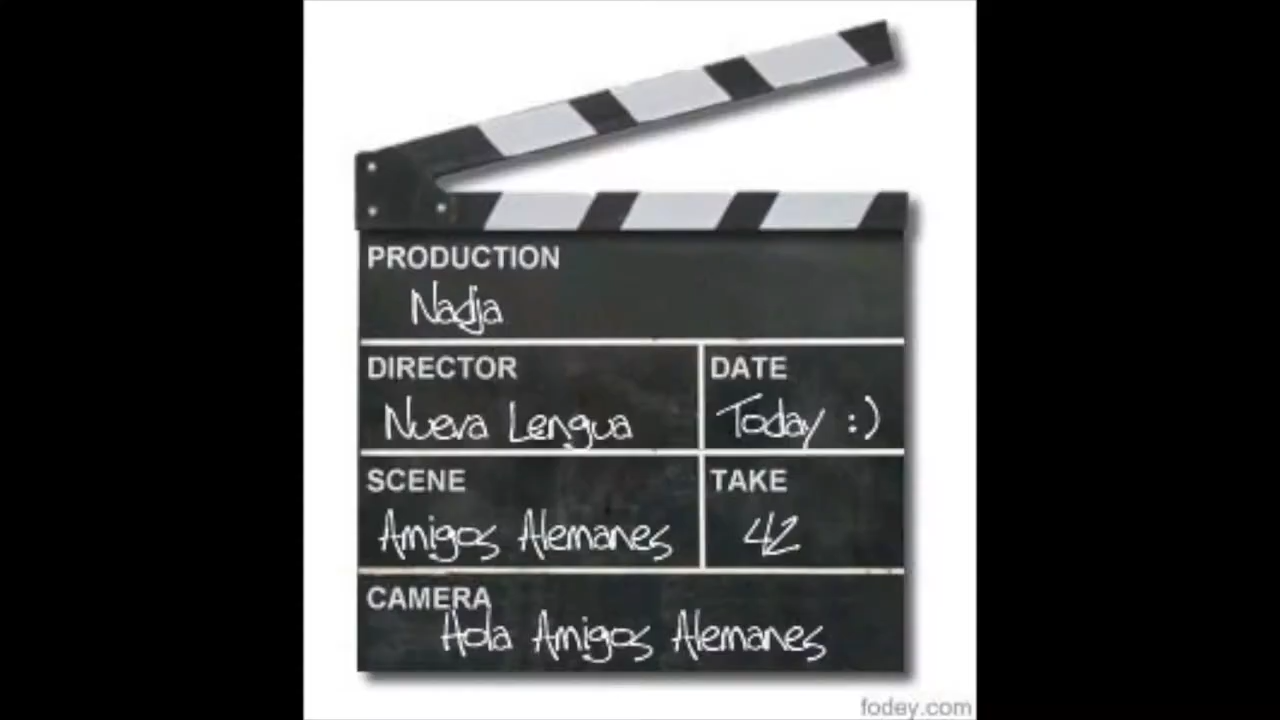 PRODUCTION
Nadja
DIRECTOR
Nueva Lengua
DATE
Today :)
SCENE
Amigos Alemanes
TAKE
42
CAMERA
Hola Amigos Alemanes
fodey.com